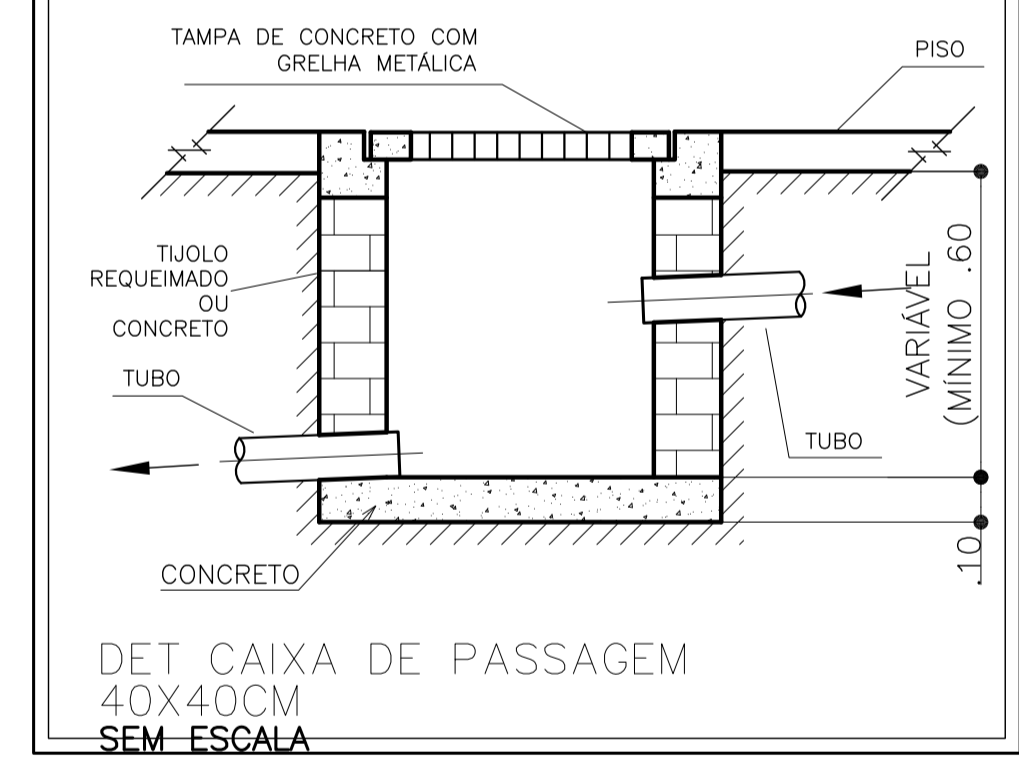 TAMPA DE CONCRETO COM
GRELHA METÁLICA
PISO
TIJOLO
REQUEIMADO
OU
CONCRETO
TUBO
VARIÁVEL
(MÍNIMO .60
TUBO
.10
CONCRETO
DET CAIXA DE PASSAGEM
40X40CM
SEM ESCALA